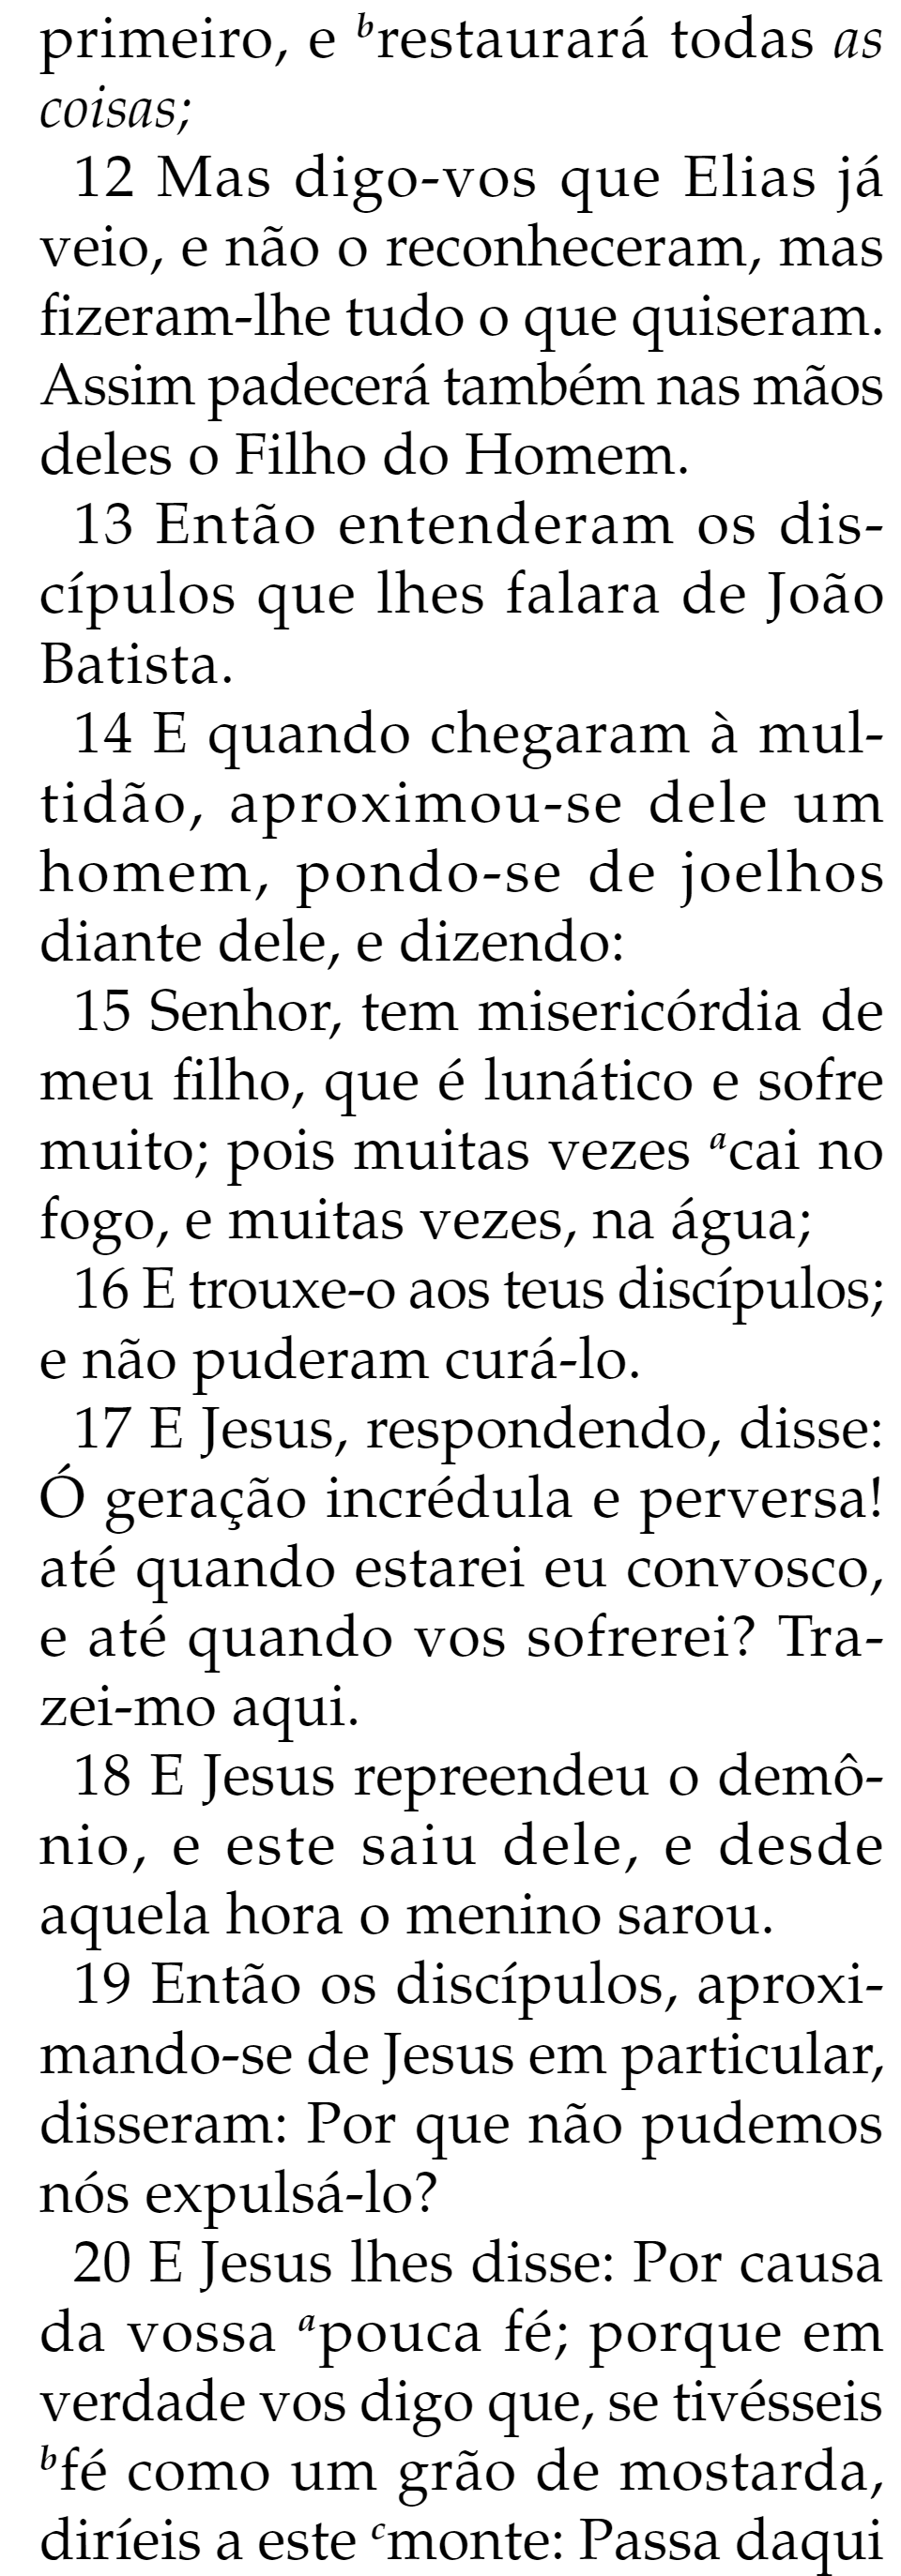 primeiro, e brestaurará todas as
coisas;
12 Mas digo-vos que Elias já
veio, e não o reconheceram, mas
fizeram-lhe tudo o que quiseram.
Assim padecerá também nas mãos
deles o Filho do Homem.
13 Então entenderam os dis-
cípulos que lhes falara de João
Batista.
14 E quando chegaram à mul-
tidão, aproximou-se dele um
homem, pondo-se de joelhos
diante dele, e dizendo:
15 Senhor, tem misericórdia de
meu filho, que é lunático e sofre
muito; pois muitas vezes acai no
fogo, e muitas vezes, na água;
16 E trouxe-o aos teus discípulos;
e não puderam curá-lo.
17 E Jesus, respondendo, disse:
Ó geração incrédula e perversa!
até quando estarei eu convosco,
e até quando vos sofrerei? Tra-
zei-mo aqui.
18 E Jesus repreendeu o demô-
nio, e este saiu dele, e desde
aquela hora o menino sarou.
19 Então os discípulos, aproxi-
mando-se de Jesus em particular,
disseram: Por que não pudemos
nós expulsá-lo?
20 E Jesus lhes disse: Por causa
da vossa apouca fé; porque em
verdade vos digo que, se tivésseis
bfé como um grão de mostarda,
diríeis a este cmonte: Passa daqui